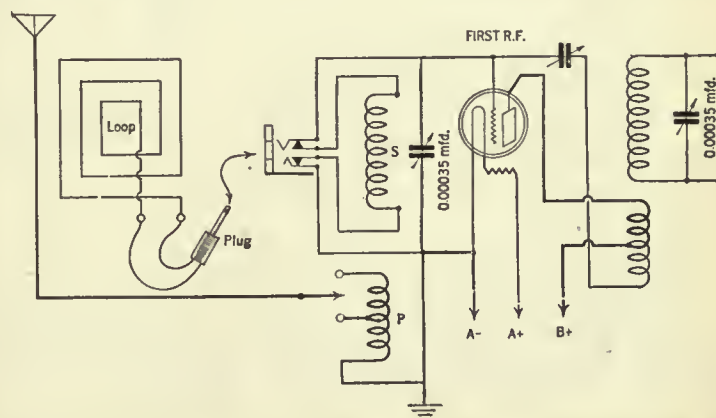 FIRST R.F.
Loop
S
0.00035 mfd.
0.00035 mfd.
Plug
P
A-
A+
B+